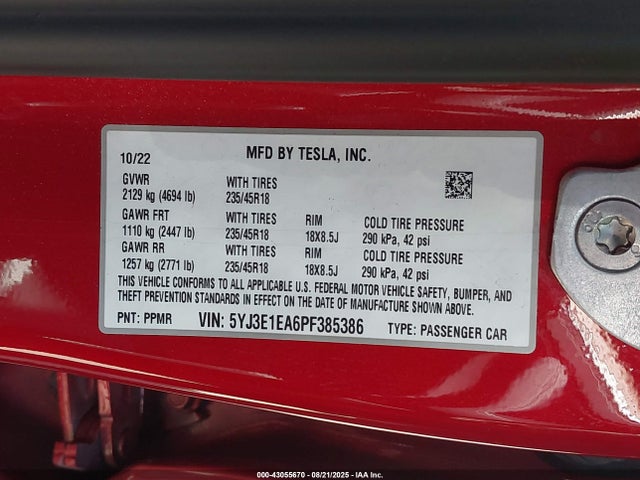 10/22 MFD BY TESLA, INC.
GVWR WITH TIRES
2129 kg (4694 lb) 235/45R18
GAWR FRT WITH TIRES RIM COLD TIRE PRESSURE
1110 kg (2447 lb) 235/45R18 18X8.5J 290 kPa, 42 psi
GAWR RR WITH TIRES RIM COLD TIRE PRESSURE
1257 kg (2771 lb) 235/45R18 18X8.5J 290 kPa, 42 psi
THIS VEHICLE CONFORMS TO ALL APPLICABLE U.S. FEDERAL MOTOR VEHICLE SAFETY, BUMPER, AND
THEFT PREVENTION STANDARDS IN EFFECT ON THE DATE OF MANUFACTURE SHOWN ABOVE.
PNT: PPMR VIN: 5YJ3E1EA6PF385386 TYPE: PASSENGER CAR
000-43055670 - 08/21/2025 - IAA Inc.